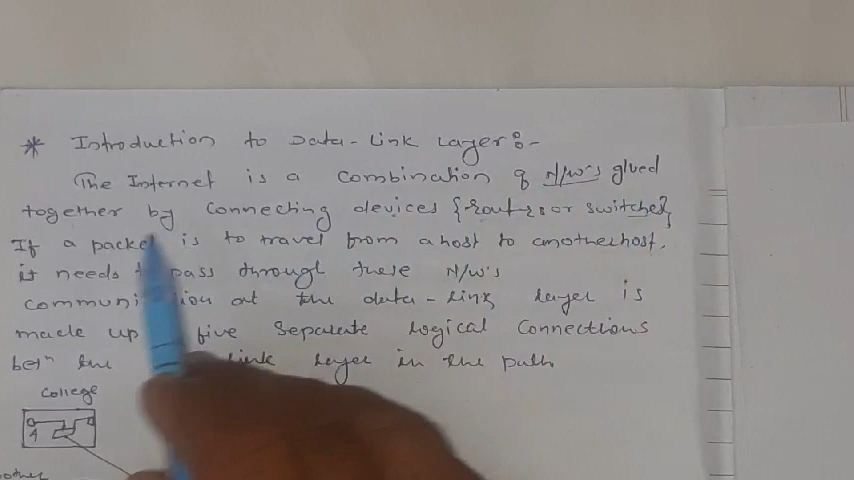 * Introduction to Data-Link Layer:-
The Internet is a combination of N/W's glued
together by connecting devices {routers or switches}
If a packet is to travel from a host to another host,
it needs pass through these N/W's
communi at the data-link layer is
made up five separate logical connections
betn the link layer in the path
College
A